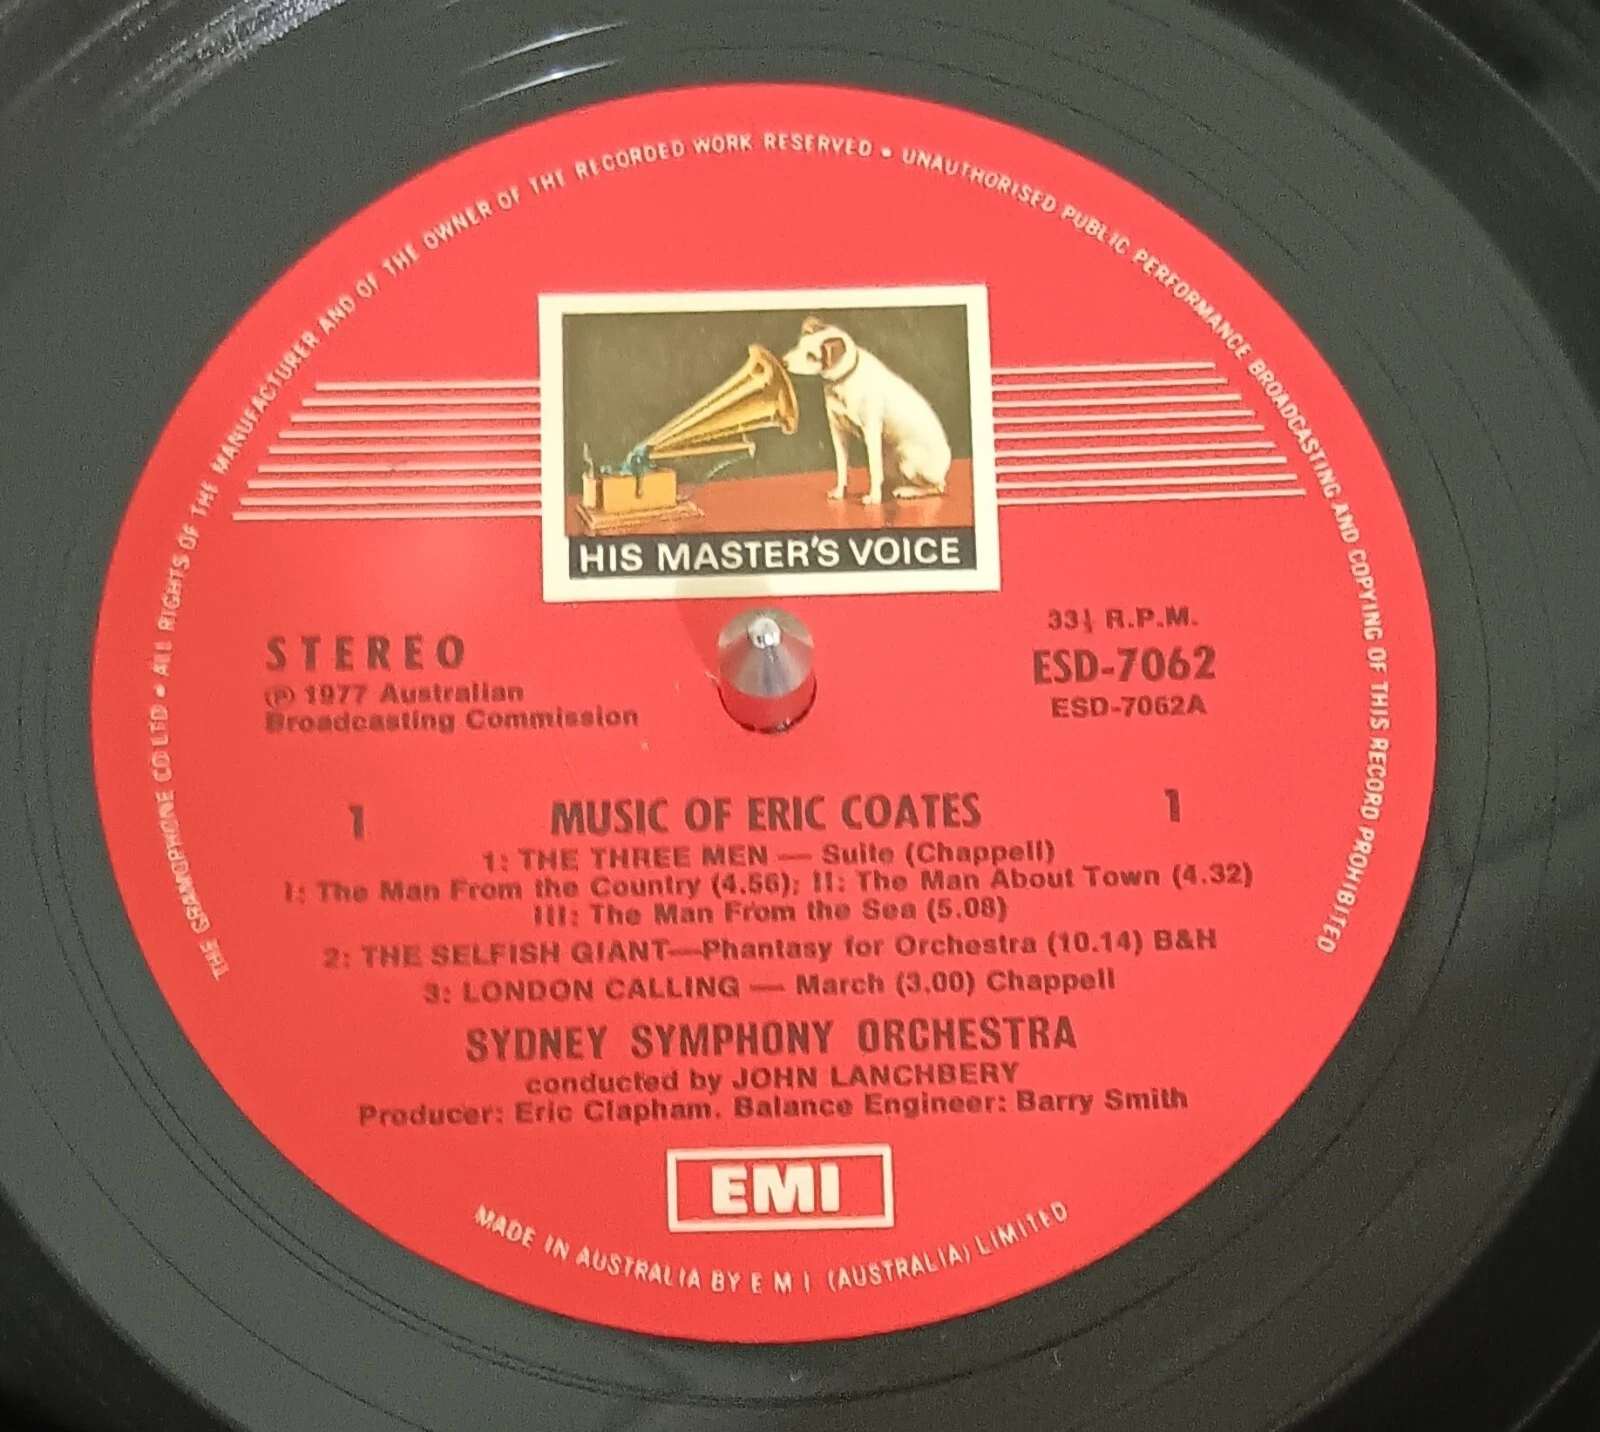 THE GRAMOPHONE CO LTD • ALL RIGHTS OF THE MANUFACTURER AND OF THE OWNER OF THE RECORDED WORK RESERVED • UNAUTHORISED PUBLIC PERFORMANCE BROADCASTING AND COPYING OF THIS RECORD PROHIBITED
HIS MASTER'S VOICE
33⅓ R.P.M.
STEREO
ESD-7062
℗ 1977 Australian
ESD-7062A
Broadcasting Commission
1 MUSIC OF ERIC COATES 1
1: THE THREE MEN — Suite (Chappell)
I: The Man From the Country (4.56); II: The Man About Town (4.32)
III: The Man From the Sea (5.08)
2: THE SELFISH GIANT—Phantasy for Orchestra (10.14) B&H
3: LONDON CALLING — March (3.00) Chappell
SYDNEY SYMPHONY ORCHESTRA
conducted by JOHN LANCHBERY
Producer: Eric Clapham. Balance Engineer: Barry Smith
EMI
MADE IN AUSTRALIA BY E M I (AUSTRALIA) LIMITED